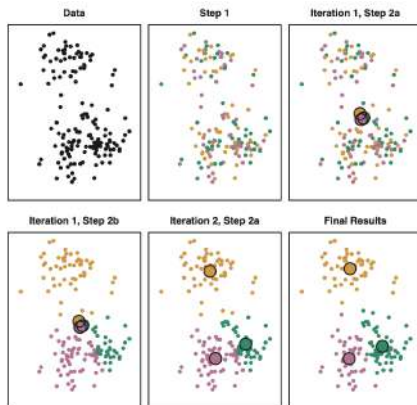 Data
Step 1
Iteration 1, Step 2a
Iteration 1, Step 2b
Iteration 2, Step 2a
Final Results